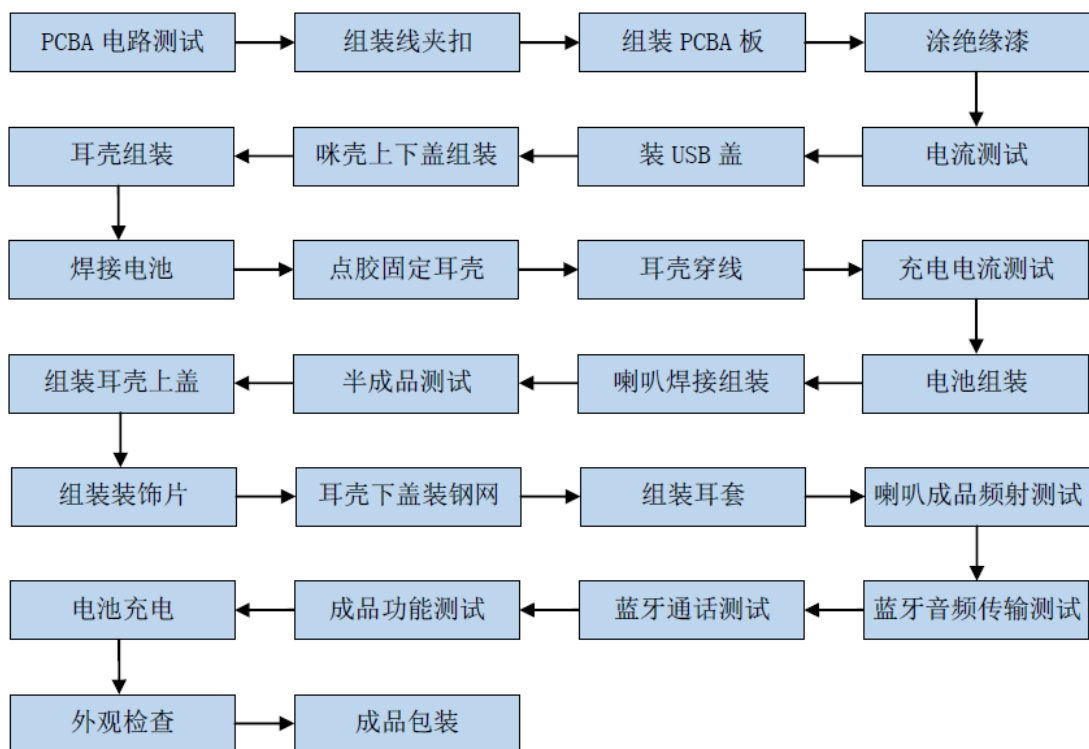 PCBA 电路测试
组装线夹扣
组装 PCBA 板
涂绝缘漆
耳壳组装
咪壳上下盖组装
装 USB 盖
电流测试
焊接电池
点胶固定耳壳
耳壳穿线
充电电流测试
组装耳壳上盖
半成品测试
喇叭焊接组装
电池组装
组装装饰片
耳壳下盖装钢网
组装耳套
喇叭成品频射测试
电池充电
成品功能测试
蓝牙通话测试
蓝牙音频传输测试
外观检查
成品包装